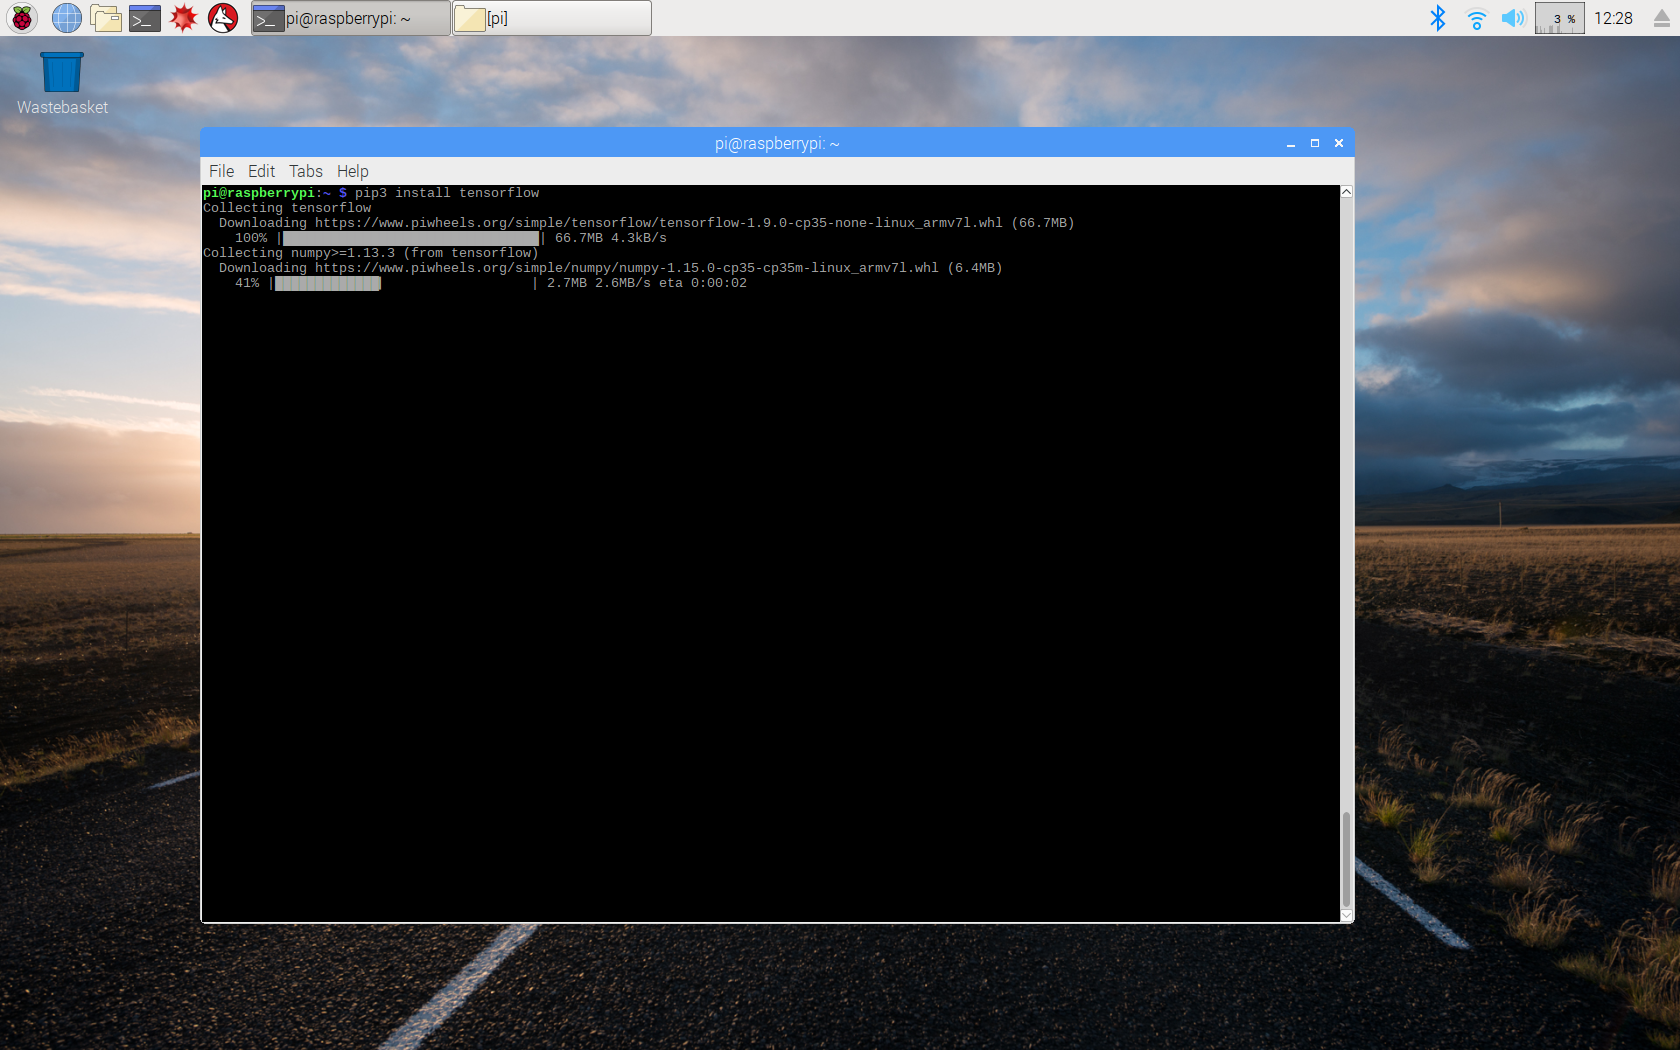 pi@raspberrypi: ~ [pi] 3 % 12:28
Wastebasket
pi@raspberrypi: ~
File Edit Tabs Help
pi@raspberrypi:~ $ pip3 install tensorflow
Collecting tensorflow
Downloading https://www.piwheels.org/simple/tensorflow/tensorflow-1.9.0-cp35-none-linux_armv7l.whl (66.7MB)
100% |████████████████████████████████| 66.7MB 4.3kB/s
Collecting numpy>=1.13.3 (from tensorflow)
Downloading https://www.piwheels.org/simple/numpy/numpy-1.15.0-cp35-cp35m-linux_armv7l.whl (6.4MB)
41% |█████████████▎                  | 2.7MB 2.6MB/s eta 0:00:02